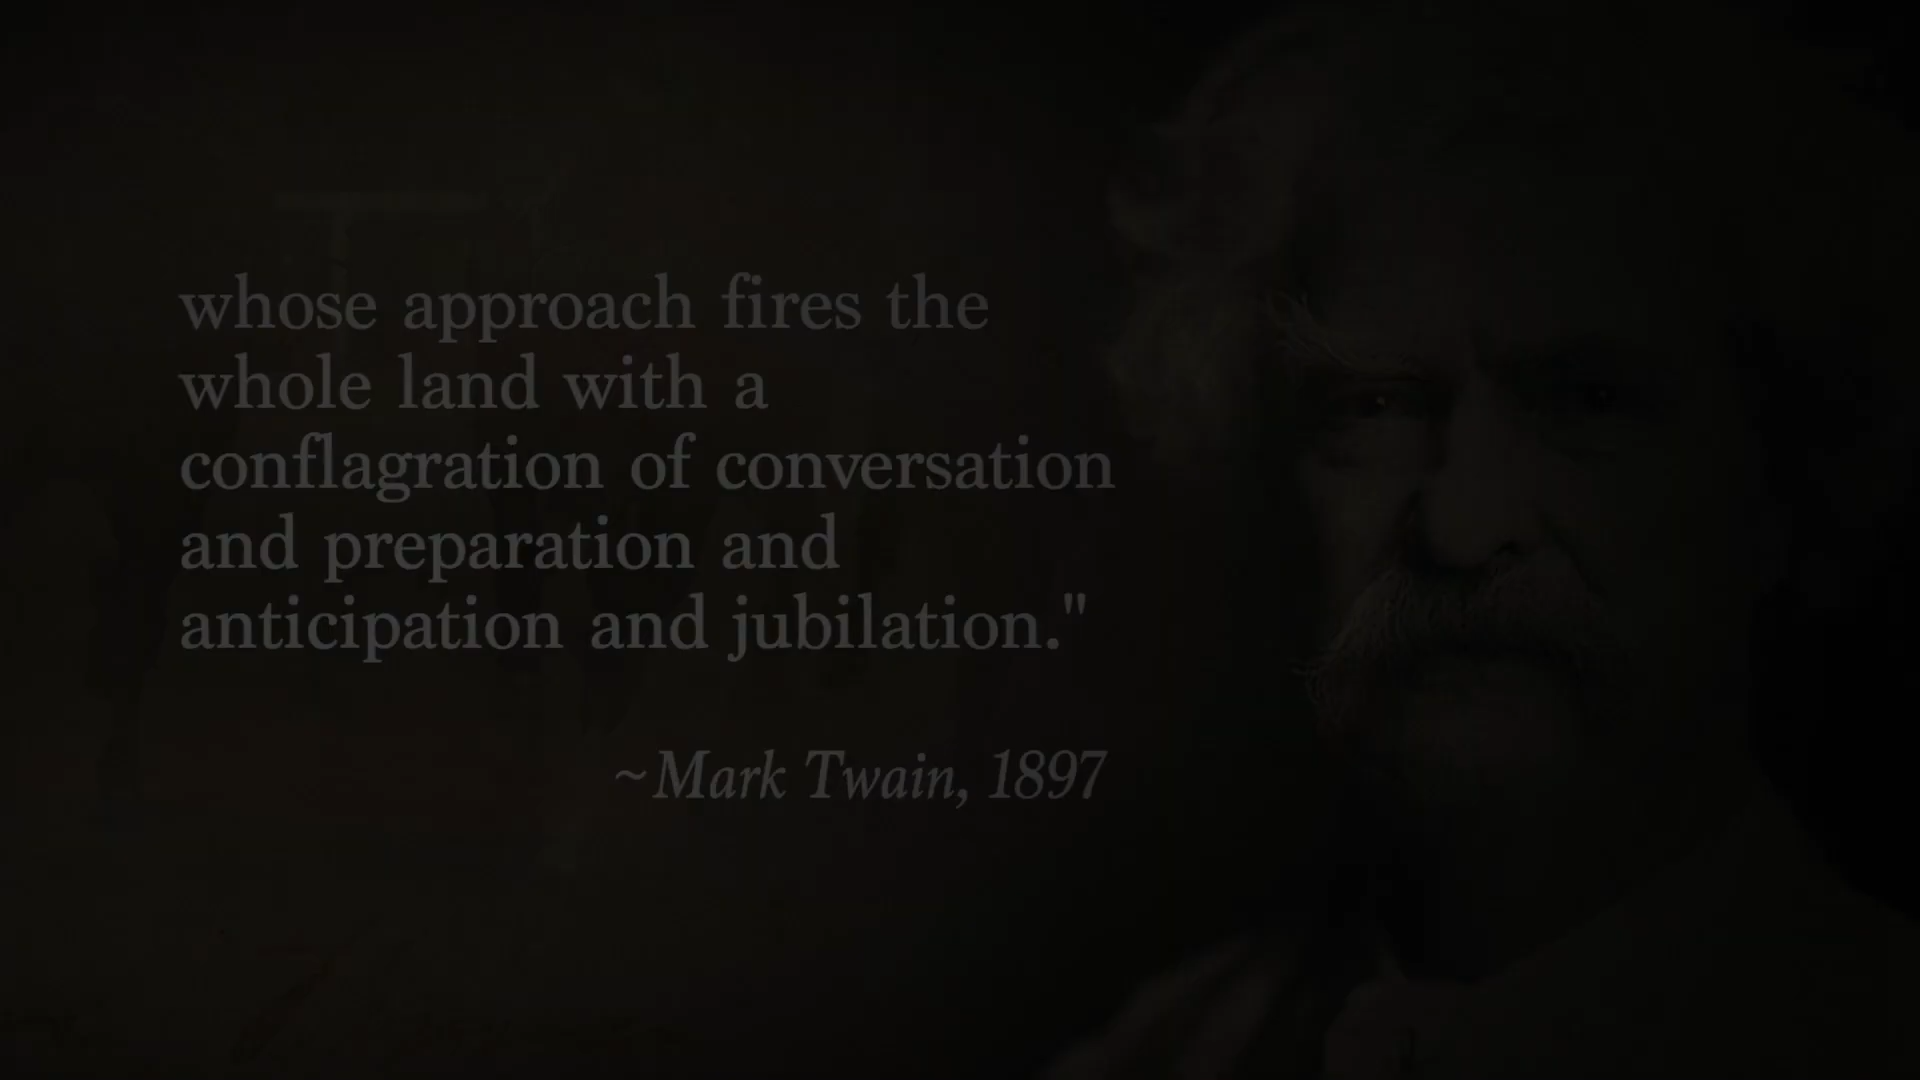 whose approach fires the
whole land with a
conflagration of conversation
and preparation and
anticipation and jubilation."
~Mark Twain, 1897